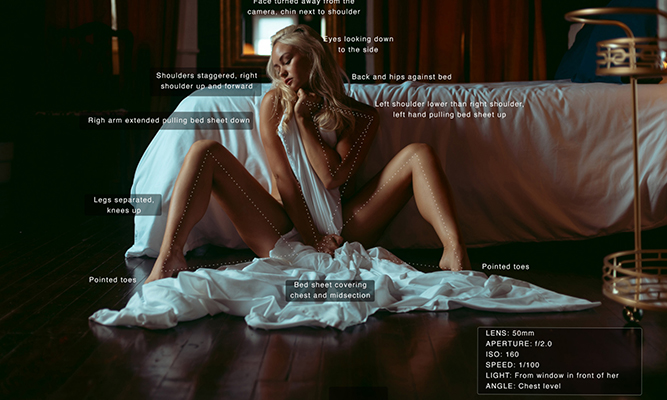 Face turned away from the
camera, chin next to shoulder
Eyes looking down
to the side
Shoulders staggered, right
shoulder up and forward
Back and hips against bed
Left shoulder lower than right shoulder,
left hand pulling bed sheet up
Righ arm extended pulling bed sheet down
Legs separated,
knees up
Pointed toes
Pointed toes
Bed sheet covering
chest and midsection
LENS: 50mm
APERTURE: f/2.0
ISO: 160
SPEED: 1/100
LIGHT: From window in front of her
ANGLE: Chest level